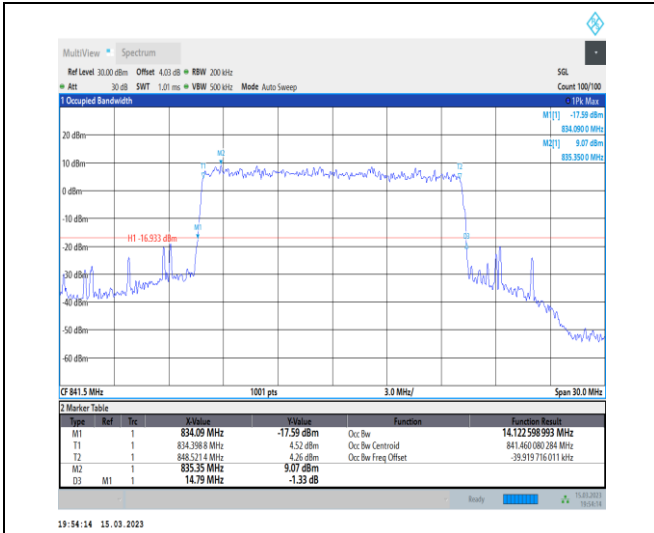 MultiView Spectrum
Ref Level 30.00 dBm Offset 4.03 dB RBW 200 kHz SGL
Att 30 dB SWT 1.01 ms VBW 500 kHz Mode Auto Sweep Count 100/100
1 Occupied Bandwidth 1Pk Max
M1[1] -17.59 dBm
834.090 0 MHz
M2[1] 9.07 dBm
835.350 0 MHz
20 dBm
M2
10 dBm
T1 T2
0 dBm
-10 dBm
M1
H1 -16.933 dBm
D3
-20 dBm
-30 dBm
-40 dBm
-50 dBm
-60 dBm
CF 841.5 MHz 1001 pts 3.0 MHz/ Span 30.0 MHz
2 Marker Table
Type Ref Trc X-Value Y-Value Function Function Result
M1 1 834.09 MHz -17.59 dBm Occ Bw 14.122 598 993 MHz
T1 1 834.398 8 MHz 4.52 dBm Occ Bw Centroid 841.460 080 284 MHz
T2 1 848.521 4 MHz 4.26 dBm Occ Bw Freq Offset -39.919 716 011 kHz
M2 1 835.35 MHz 9.07 dBm
D3 M1 1 14.79 MHz -1.33 dB
Ready 15.03.2023
19:54:14
19:54:14 15.03.2023